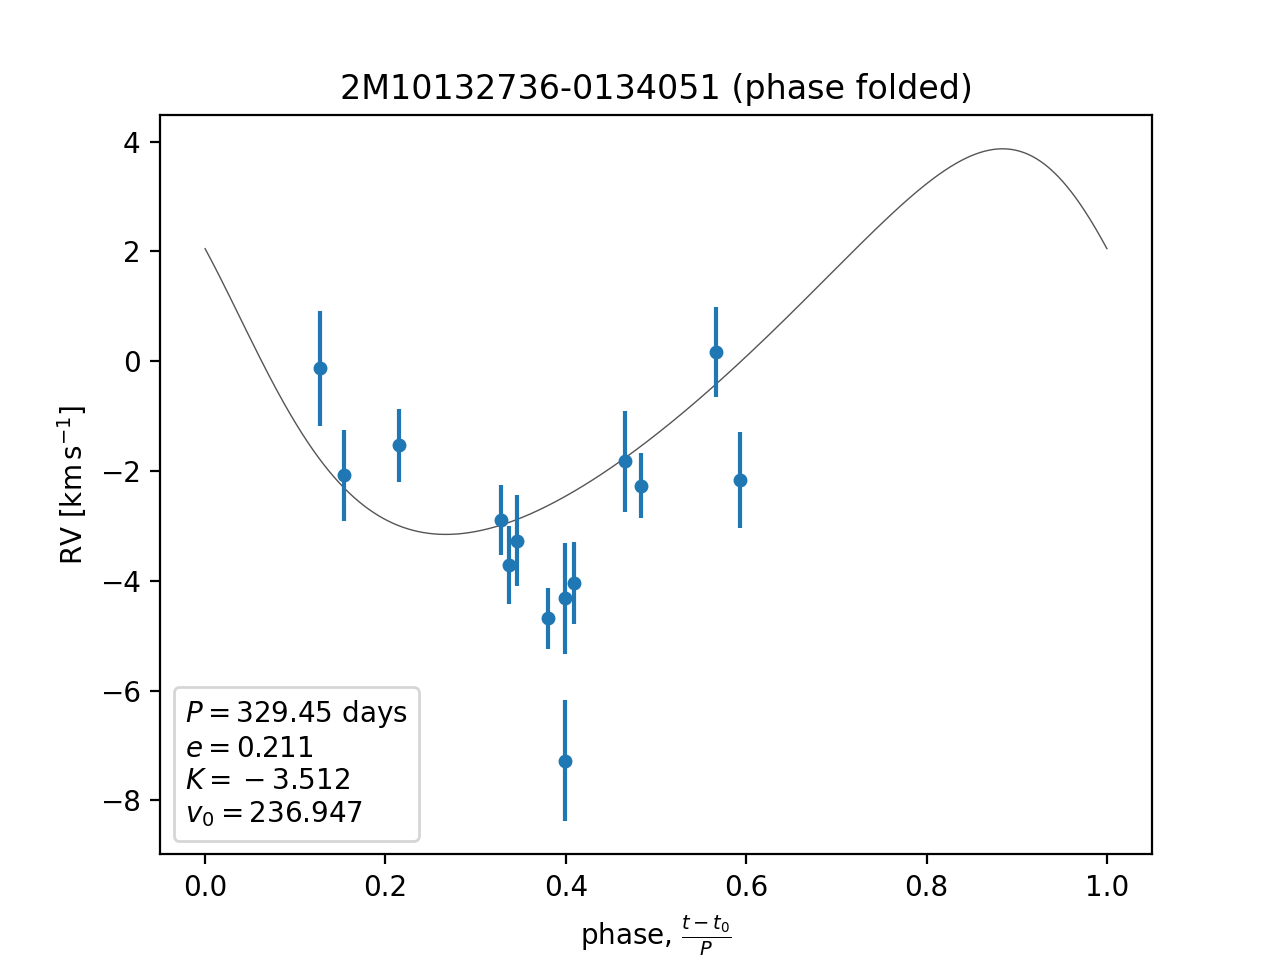 2M10132736-0134051 (phase folded)
RV [km s⁻¹]
4
2
0
−2
−4
−6
−8
P = 329.45 days
e = 0.211
K = −3.512
v₀ = 236.947
0.0 0.2 0.4 0.6 0.8 1.0
phase, (t − t₀)/P